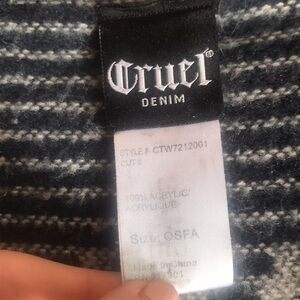 Cruel®
DENIM
STYLE# CTW7212001
CUT#
100% ACRYLIC/
ACRYLIQUE
Size: OSFA
Made in China